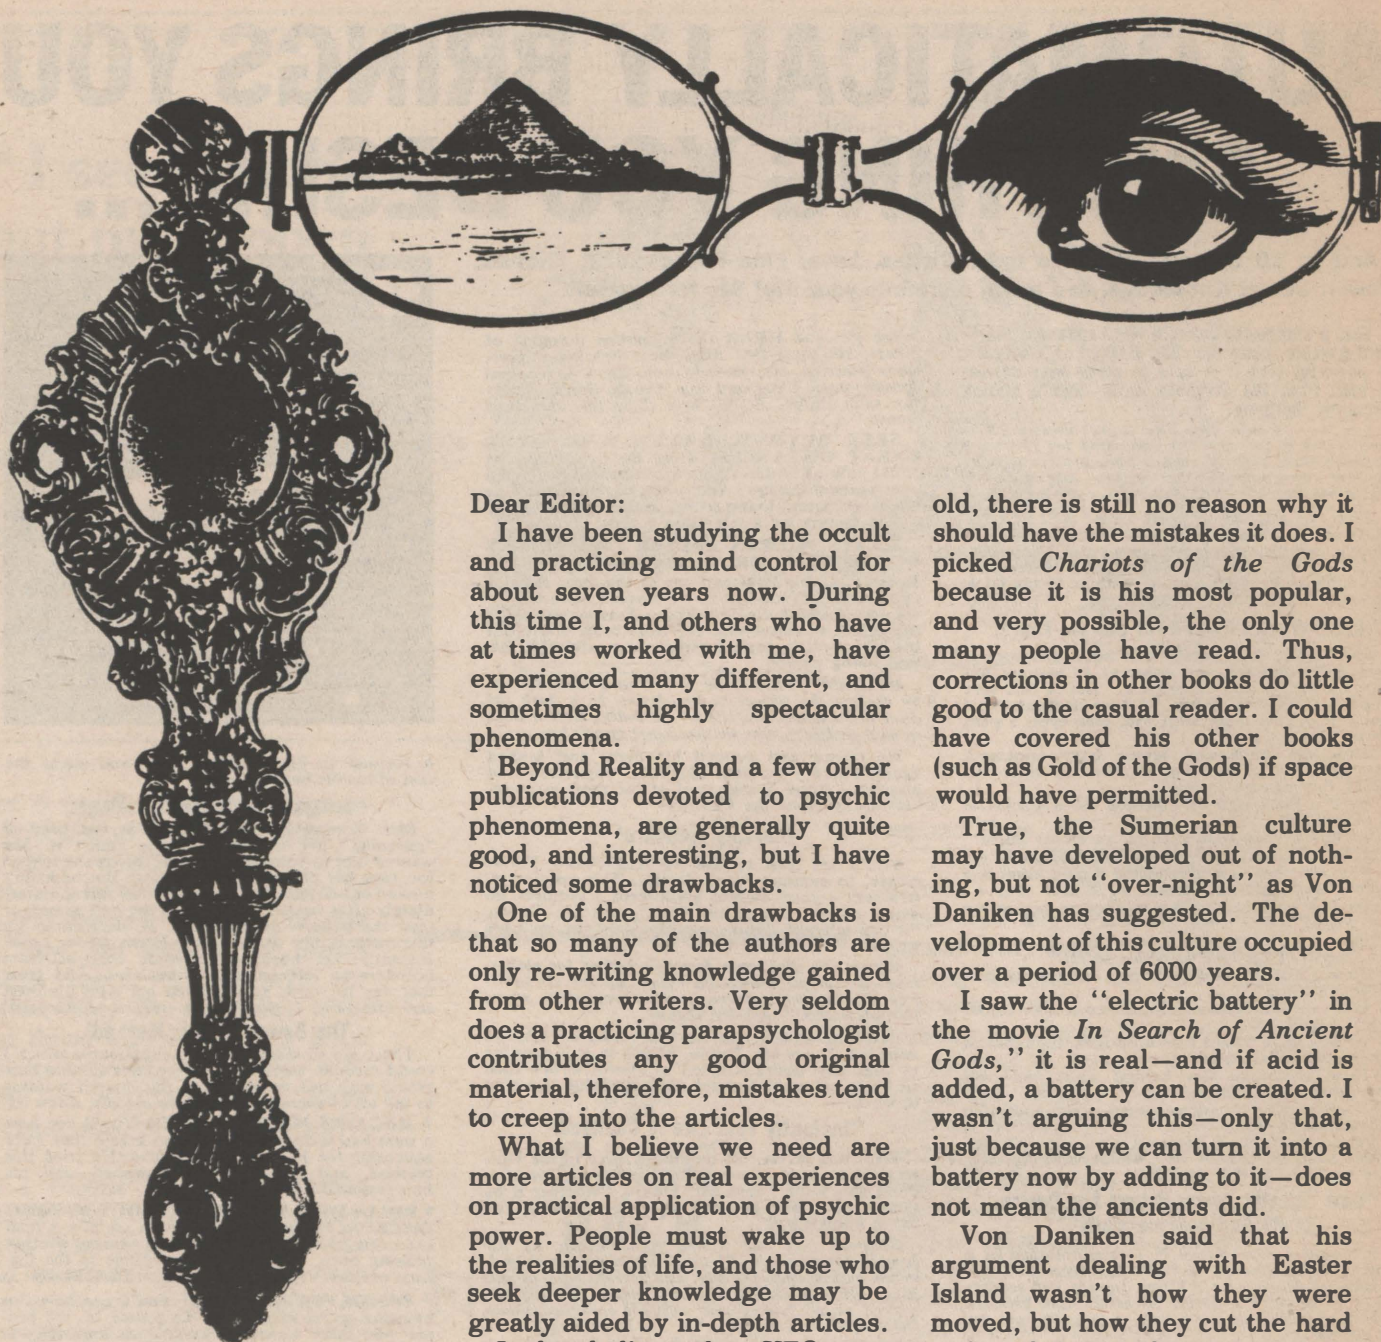 Dear Editor:
I have been studying the occult
and practicing mind control for
about seven years now. During
this time I, and others who have
at times worked with me, have
experienced many different, and
sometimes highly spectacular
phenomena.
Beyond Reality and a few other
publications devoted to psychic
phenomena, are generally quite
good, and interesting, but I have
noticed some drawbacks.
One of the main drawbacks is
that so many of the authors are
only re-writing knowledge gained
from other writers. Very seldom
does a practicing parapsychologist
contributes any good original
material, therefore, mistakes tend
to creep into the articles.
What I believe we need are
more articles on real experiences
on practical application of psychic
power. People must wake up to
the realities of life, and those who
seek deeper knowledge may be
greatly aided by in-depth articles.
old, there is still no reason why it
should have the mistakes it does. I
picked Chariots of the Gods
because it is his most popular,
and very possible, the only one
many people have read. Thus,
corrections in other books do little
good to the casual reader. I could
have covered his other books
(such as Gold of the Gods) if space
would have permitted.
True, the Sumerian culture
may have developed out of noth-
ing, but not "over-night" as Von
Daniken has suggested. The de-
velopment of this culture occupied
over a period of 6000 years.
I saw the "electric battery" in
the movie In Search of Ancient
Gods," it is real—and if acid is
added, a battery can be created. I
wasn't arguing this—only that,
just because we can turn it into a
battery now by adding to it—does
not mean the ancients did.
Von Daniken said that his
argument dealing with Easter
Island wasn't how they were
moved, but how they cut the hard